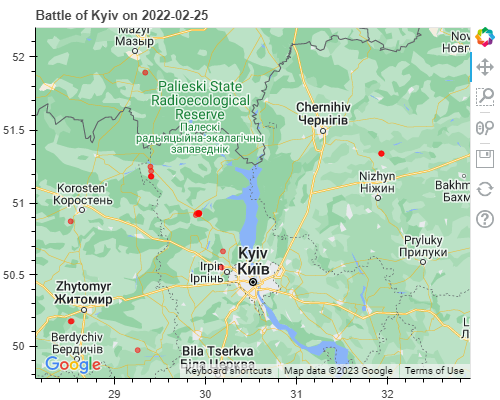 Battle of Kyiv on 2022-02-25
Mazyr
Мазыр
Nov
Новг
Palieski State
Radioecological
Reserve
Палескі
радыяцыйна-экалагічны
запаведнік
Chernihiv
Чернігів
Korosten'
Коростень
Nizhyn
Ніжин
Bakhm
Бахм
Kyiv
Київ
Pryluky
Прилуки
Irpin
Ірпінь
Zhytomyr
Житомир
L
Berdychiv
Бердичів
Bila Tserkva
Біла Церква
Google
Keyboard shortcuts
Map data ©2023 Google
Terms of Use
52
51.5
51
50.5
50
29
30
31
32